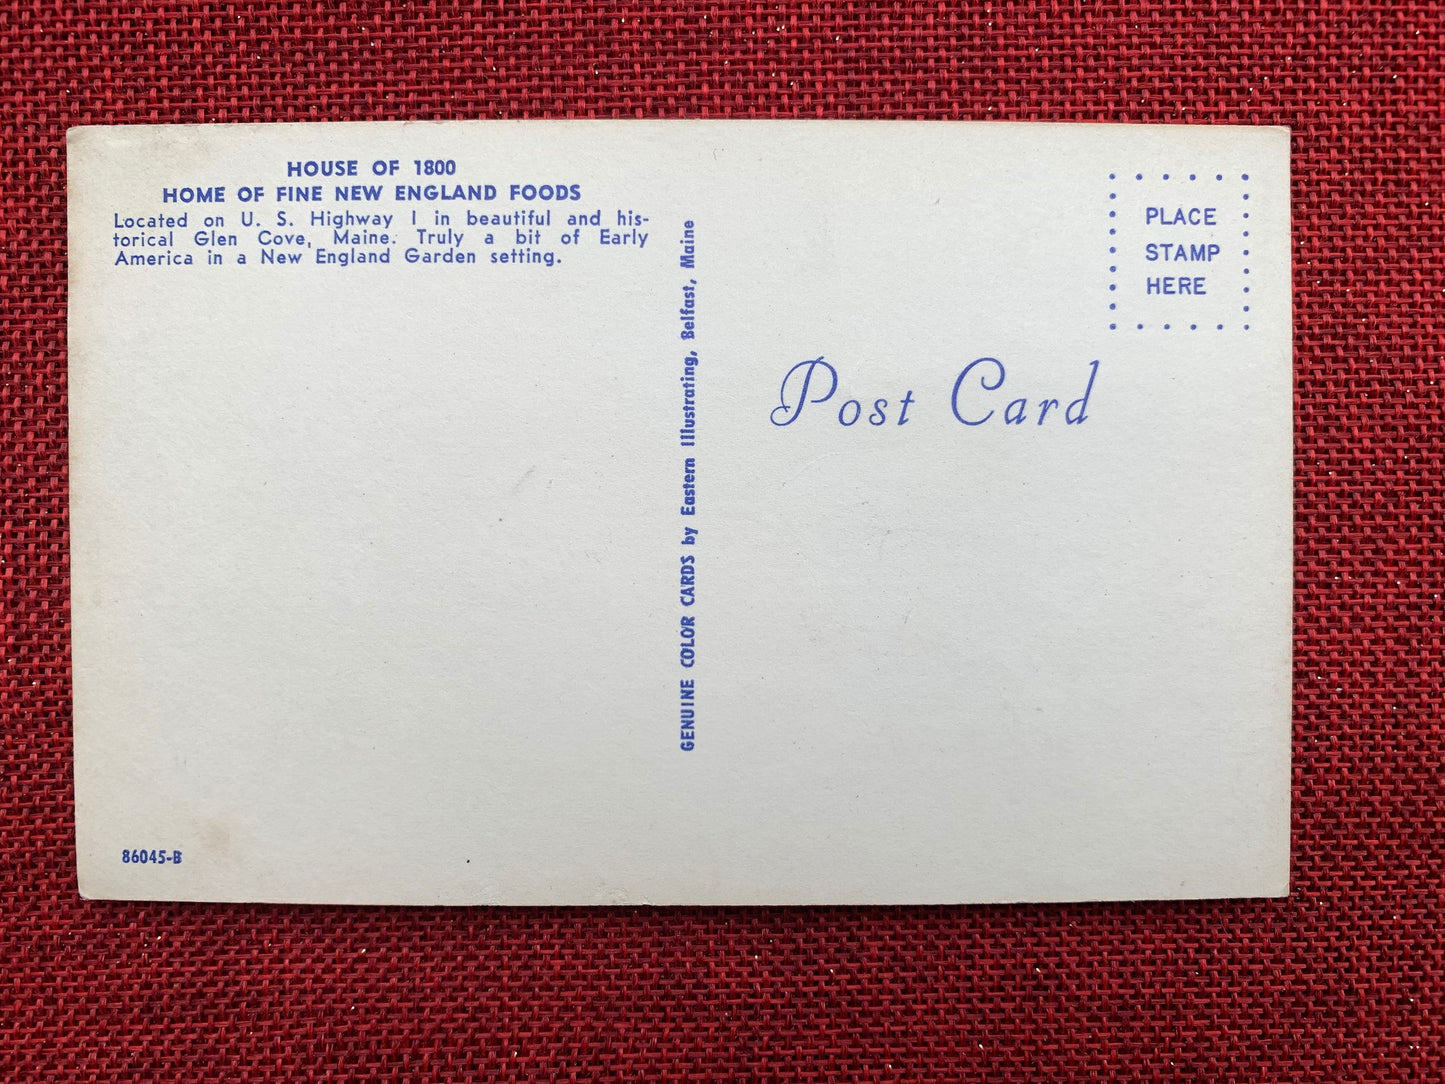 HOUSE OF 1800
HOME OF FINE NEW ENGLAND FOODS
Located on U. S. Highway 1 in beautiful and his-
torical Glen Cove, Maine. Truly a bit of Early
America in a New England Garden setting.
86045-B
GENUINE COLOR CARDS by Eastern Illustrating, Belfast, Maine
PLACE
STAMP
HERE
Post Card